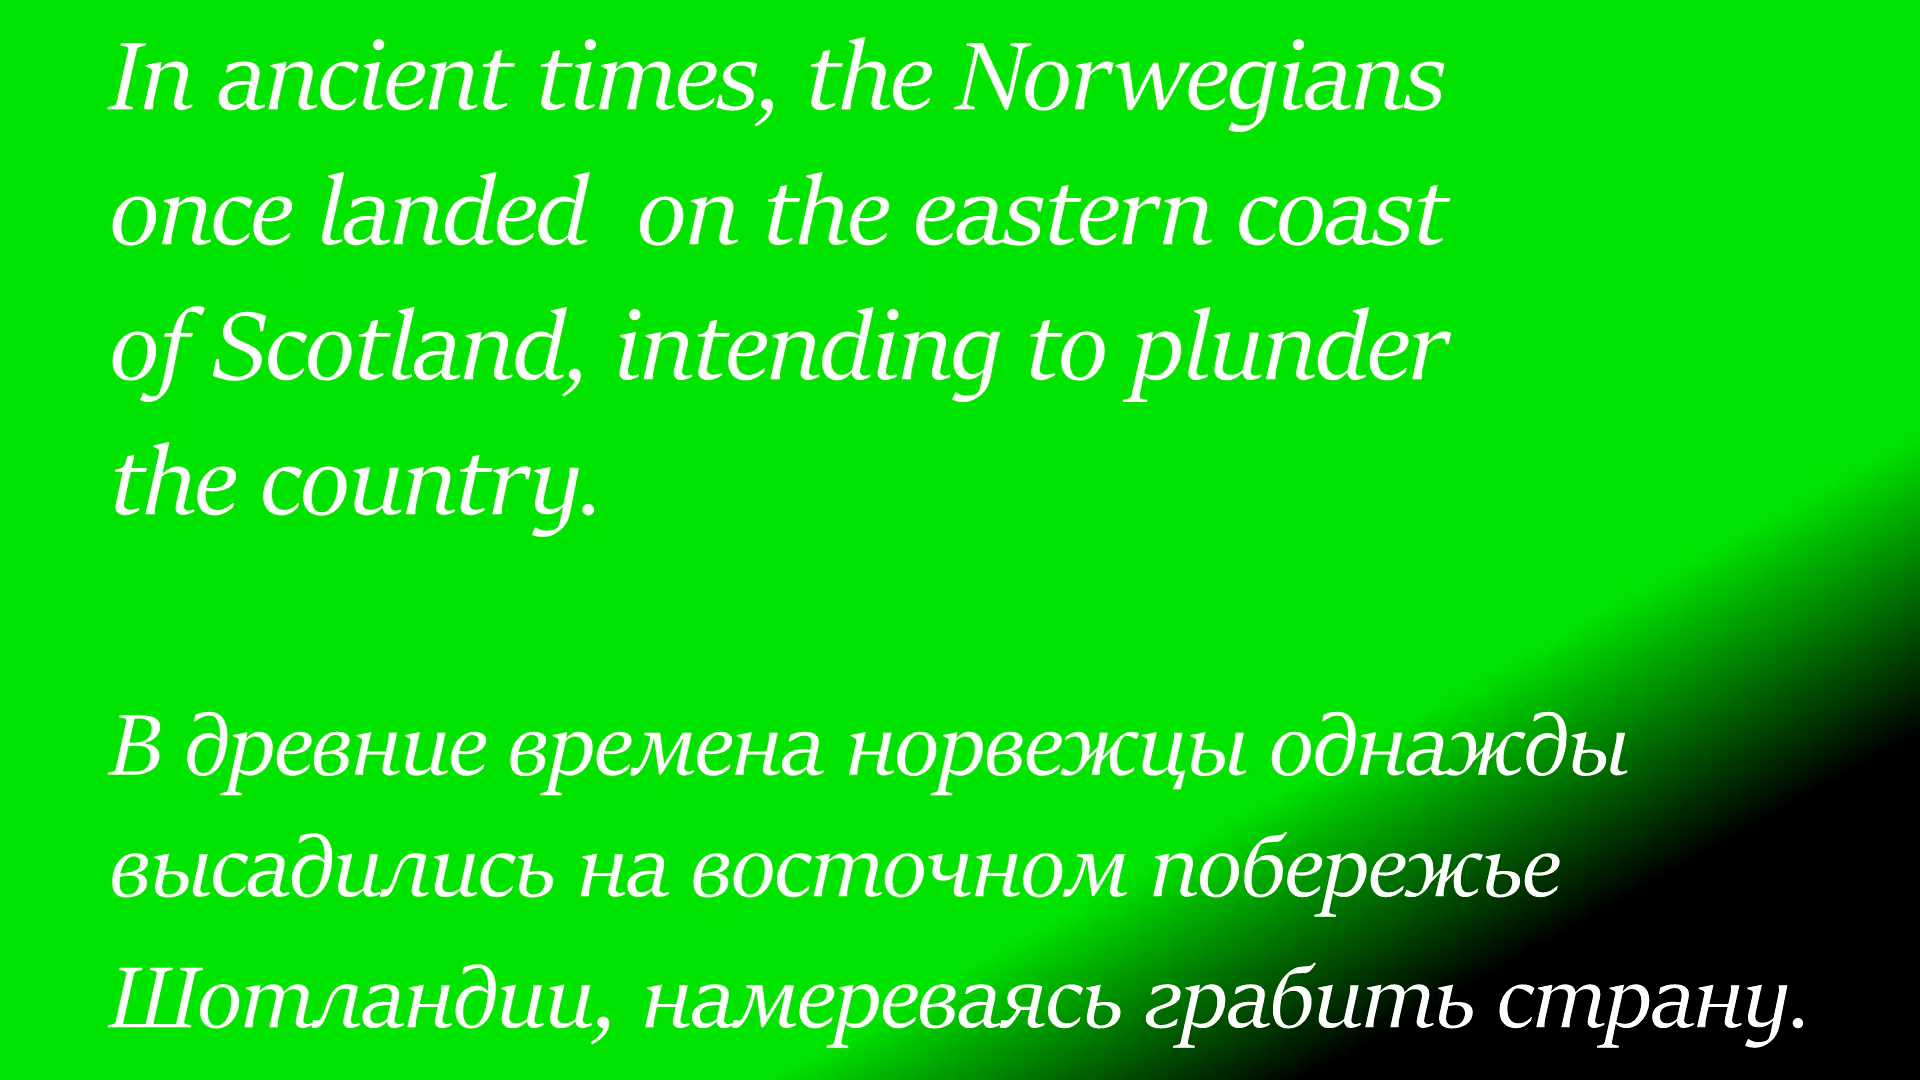 In ancient times, the Norwegians
once landed  on the eastern coast
of Scotland, intending to plunder
the country.
В древние времена норвежцы однажды
высадились на восточном побережье
Шотландии, намереваясь грабить страну.